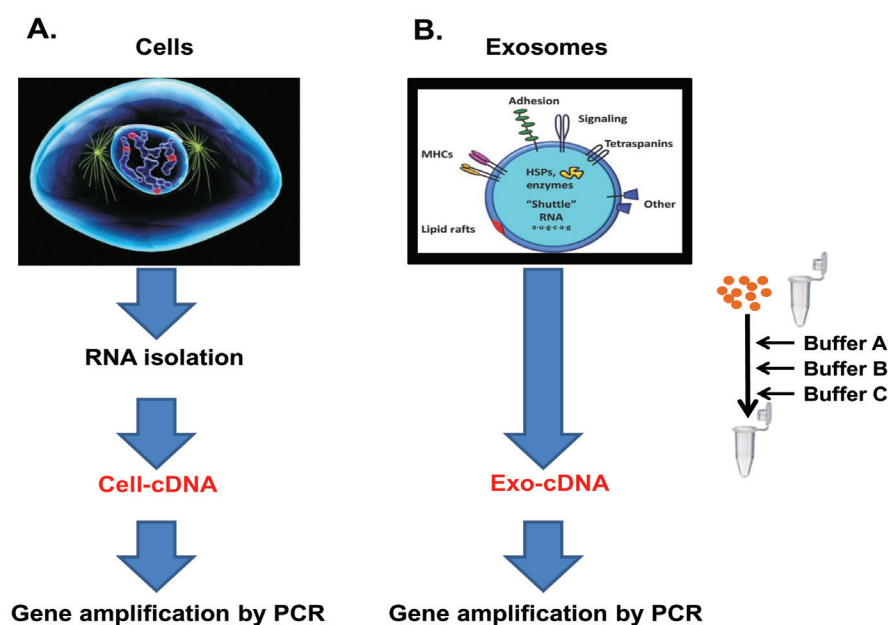 A.
Cells
RNA isolation
Cell-cDNA
Gene amplification by PCR
B.
Exosomes
Adhesion
Signaling
Tetraspanins
MHCs
HSPs,
enzymes
"Shuttle"
RNA
a-u-g-c-a-g
Other
Lipid rafts
Exo-cDNA
Gene amplification by PCR
Buffer A
Buffer B
Buffer C